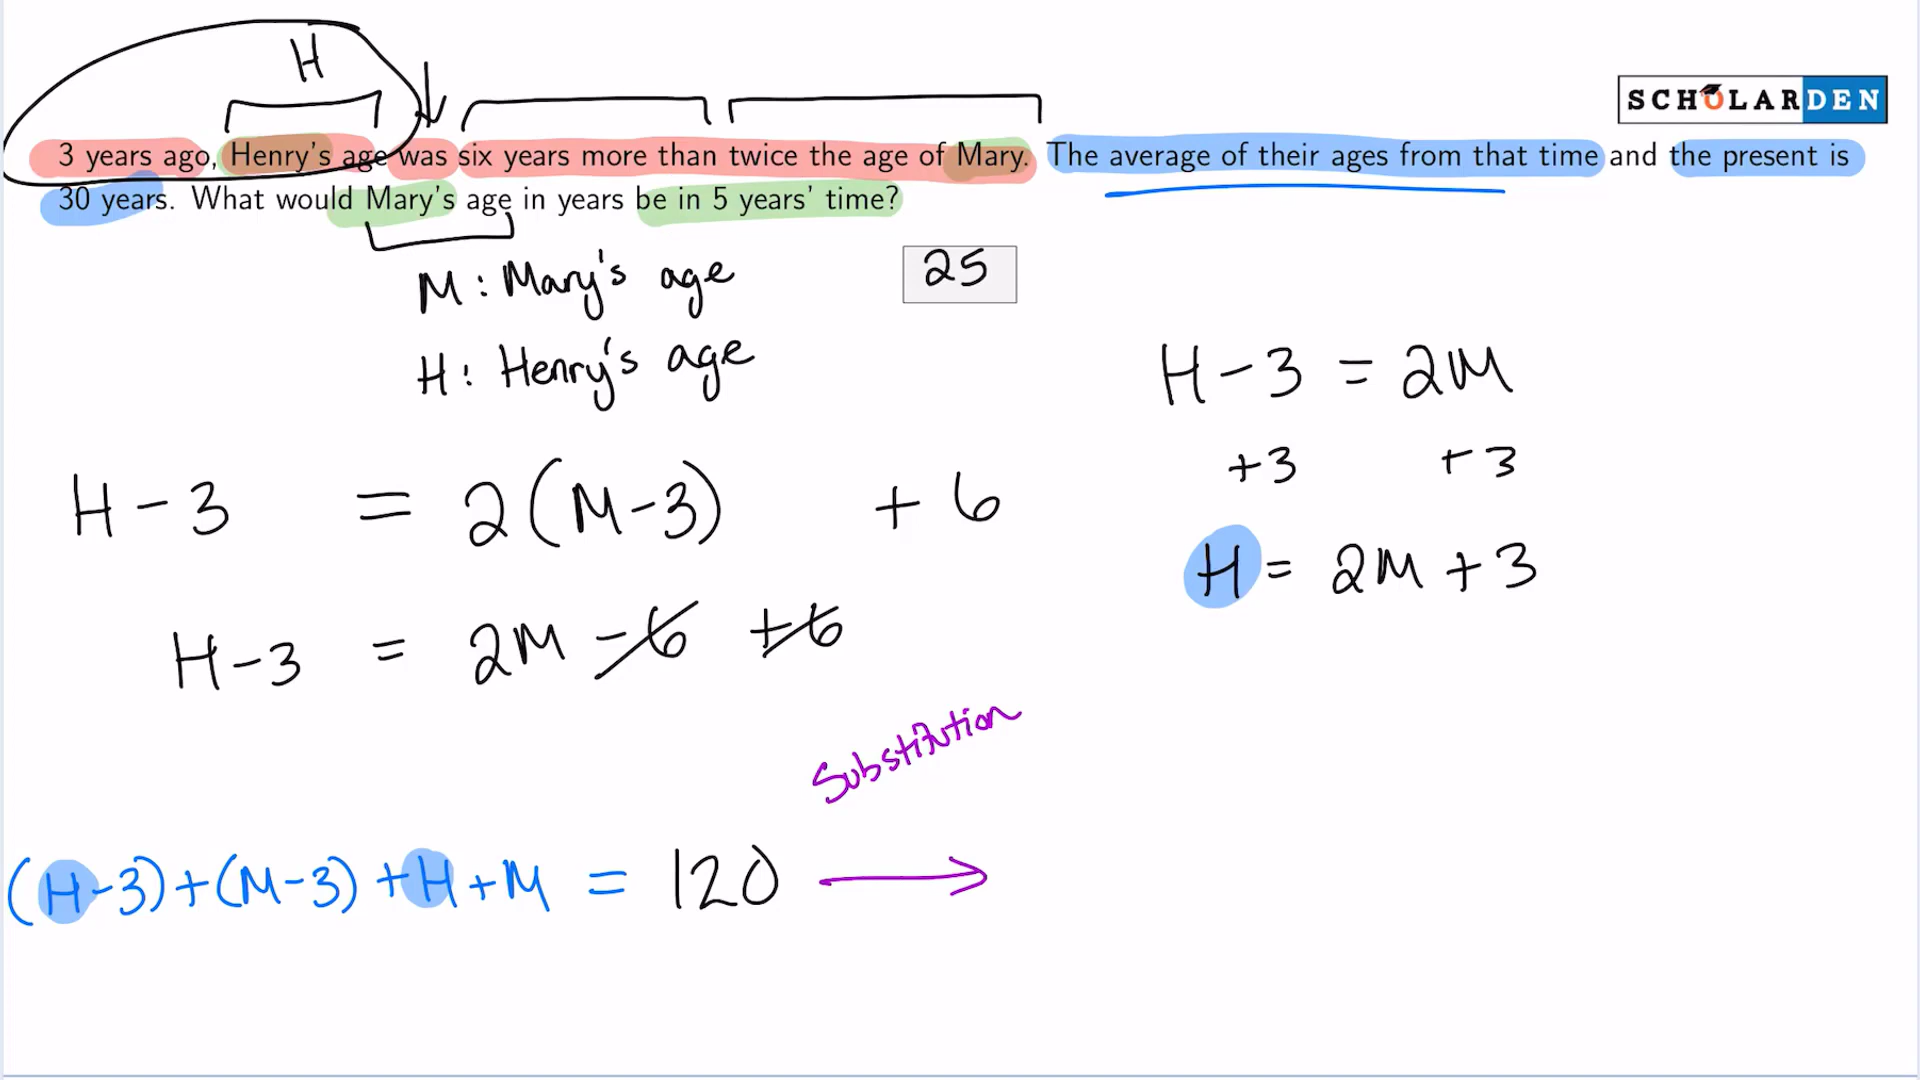 H
SCHOLARDEN
3 years ago, Henry's age was six years more than twice the age of Mary. The average of their ages from that time and the present is
30 years. What would Mary's age in years be in 5 years' time?
M : Mary's age
25
H : Henry's age
H - 3 = 2M
+3 +3
H - 3 = 2(M-3) + 6
H = 2M + 3
H - 3 = 2M - 6 + 6
Substitution
(H-3)+(M-3)+H+M = 120